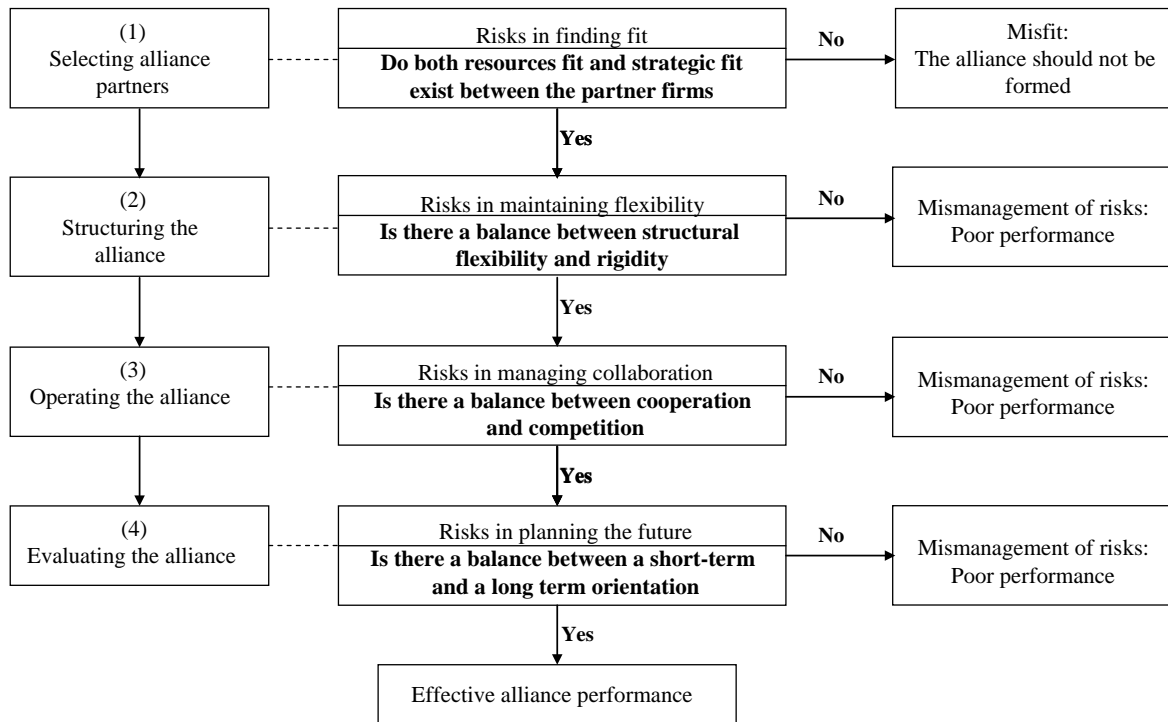 (1)
Selecting alliance
partners
Risks in finding fit
Do both resources fit and strategic fit
exist between the partner firms
No
Misfit:
The alliance should not be
formed
Yes
(2)
Structuring the
alliance
Risks in maintaining flexibility
Is there a balance between structural
flexibility and rigidity
No
Mismanagement of risks:
Poor performance
Yes
(3)
Operating the alliance
Risks in managing collaboration
Is there a balance between cooperation
and competition
No
Mismanagement of risks:
Poor performance
Yes
(4)
Evaluating the alliance
Risks in planning the future
Is there a balance between a short-term
and a long term orientation
No
Mismanagement of risks:
Poor performance
Yes
Effective alliance performance